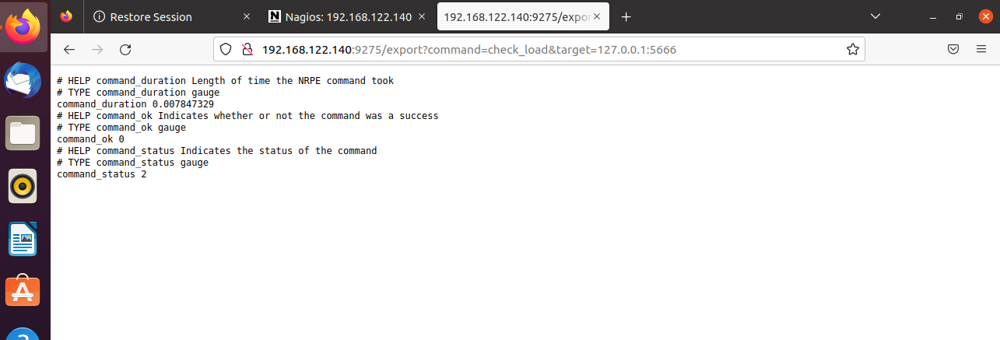 Restore Session
Nagios: 192.168.122.140
192.168.122.140:9275/expor
192.168.122.140:9275/export?command=check_load&target=127.0.0.1:5666
# HELP command_duration Length of time the NRPE command took
# TYPE command_duration gauge
command_duration 0.007847329
# HELP command_ok Indicates whether or not the command was a success
# TYPE command_ok gauge
command_ok 0
# HELP command_status Indicates the status of the command
# TYPE command_status gauge
command_status 2